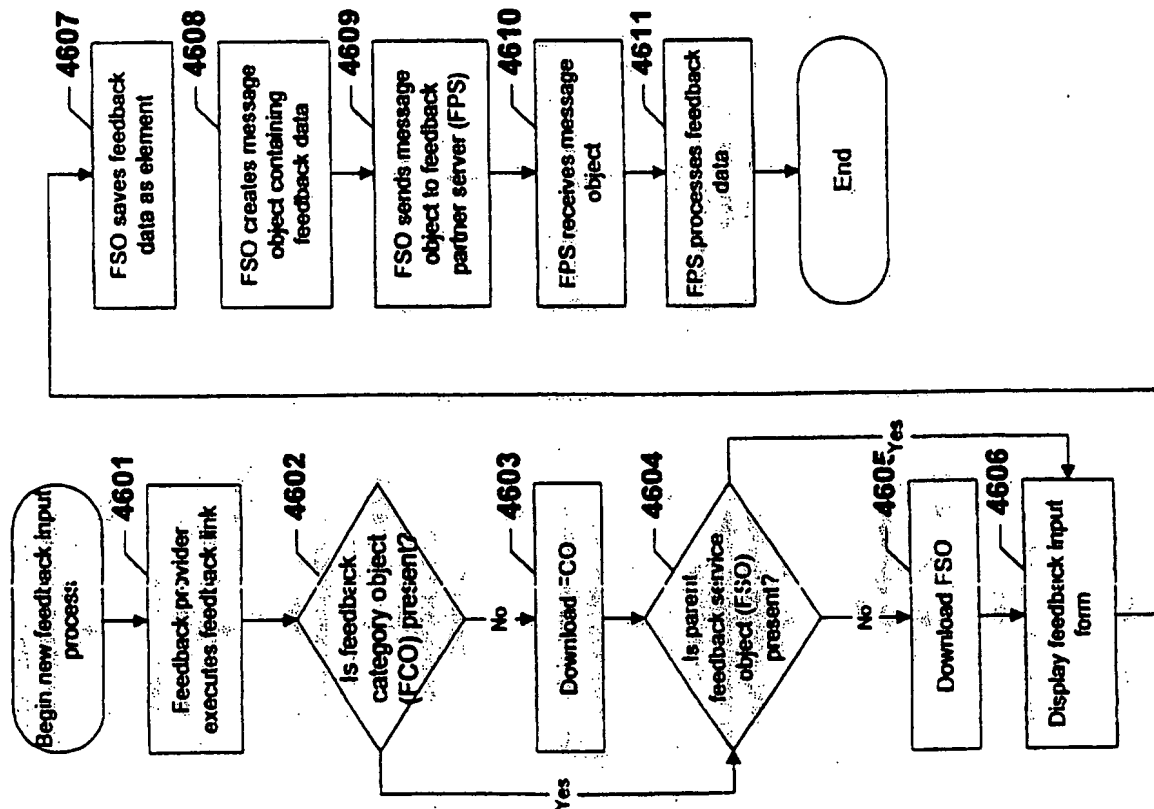 Begin new feedback input
process
4601
Feedback provider
executes feedback link
4602
Is feedback
category object
(FCO) present?
No
Yes
4603
Download FCO
4604
Is parent
feedback service
object (FSO)
present?
No
Yes
4605
Download FSO
4606
Display feedback input
form
4607
FSO saves feedback
data as element
4608
FSO creates message
object containing
feedback data
4609
FSO sends message
object to feedback
partner server (FPS)
4610
FPS receives message
object
4611
FPS processes feedback
data
End